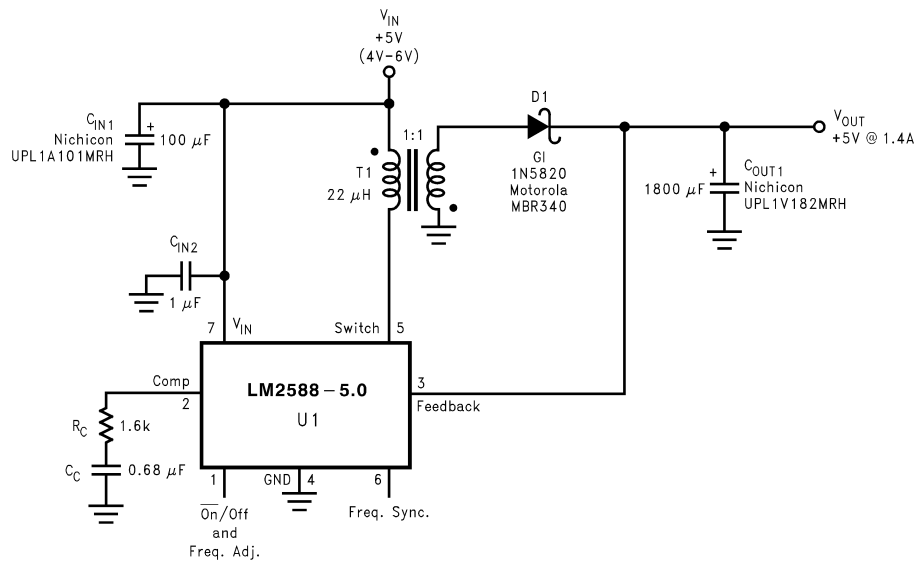 V_IN
+5V
(4V–6V)
C_IN1
Nichicon
UPL1A101MRH
+
100 μF
1:1
T1
22 μH
D1
GI
1N5820
Motorola
MBR340
V_OUT
+5V @ 1.4A
+
1800 μF
C_OUT1
Nichicon
UPL1V182MRH
C_IN2
1 μF
7
V_IN
Switch
5
Comp
2
LM2588–5.0
U1
3
Feedback
R_C
1.6k
C_C
0.68 μF
1
GND
4
6
O̅n̅/Off
and
Freq. Adj.
Freq. Sync.